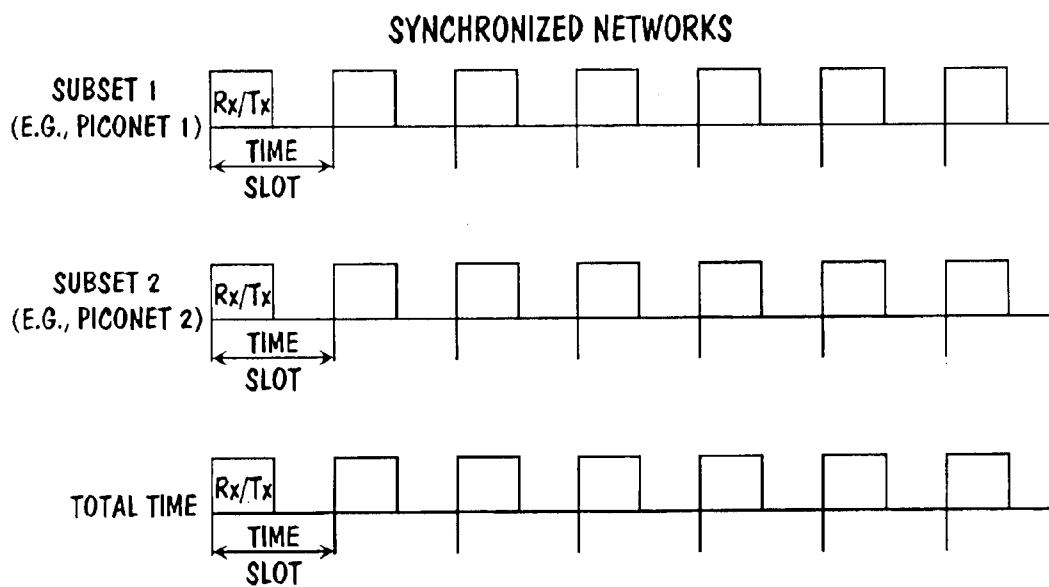 SYNCHRONIZED NETWORKS
SUBSET 1
(E.G., PICONET 1)
Rx/Tx
TIME
SLOT
SUBSET 2
(E.G., PICONET 2)
Rx/Tx
TIME
SLOT
TOTAL TIME
Rx/Tx
TIME
SLOT